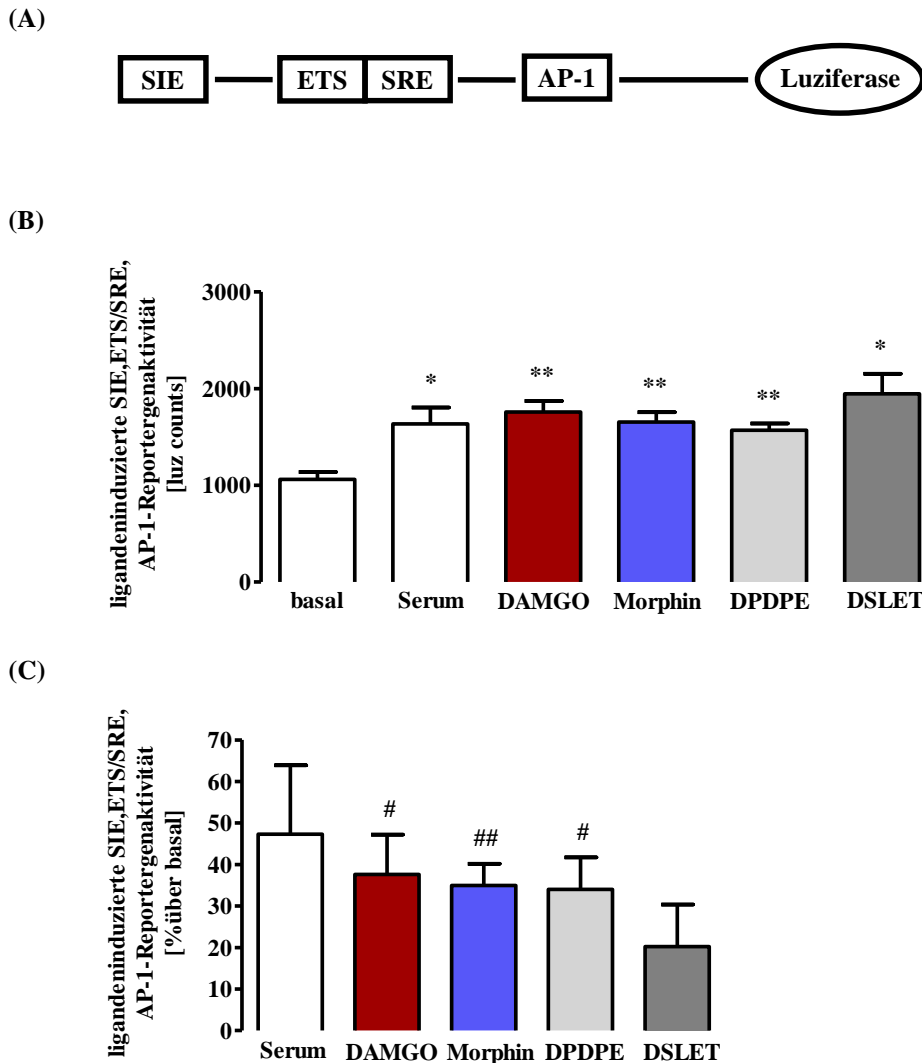 (A)
SIE ETS SRE AP-1 Luziferase
(B)
ligandeninduzierte SIE,ETS/SRE,
AP-1-Reportergenaktivität
[luz counts]
3000
2000
1000
0
* ** ** ** *
basal Serum DAMGO Morphin DPDPE DSLET
(C)
ligandeninduzierte SIE,ETS/SRE,
AP-1-Reportergenaktivität
[%über basal]
70
60
50
40
30
20
10
0
# ## #
Serum DAMGO Morphin DPDPE DSLET